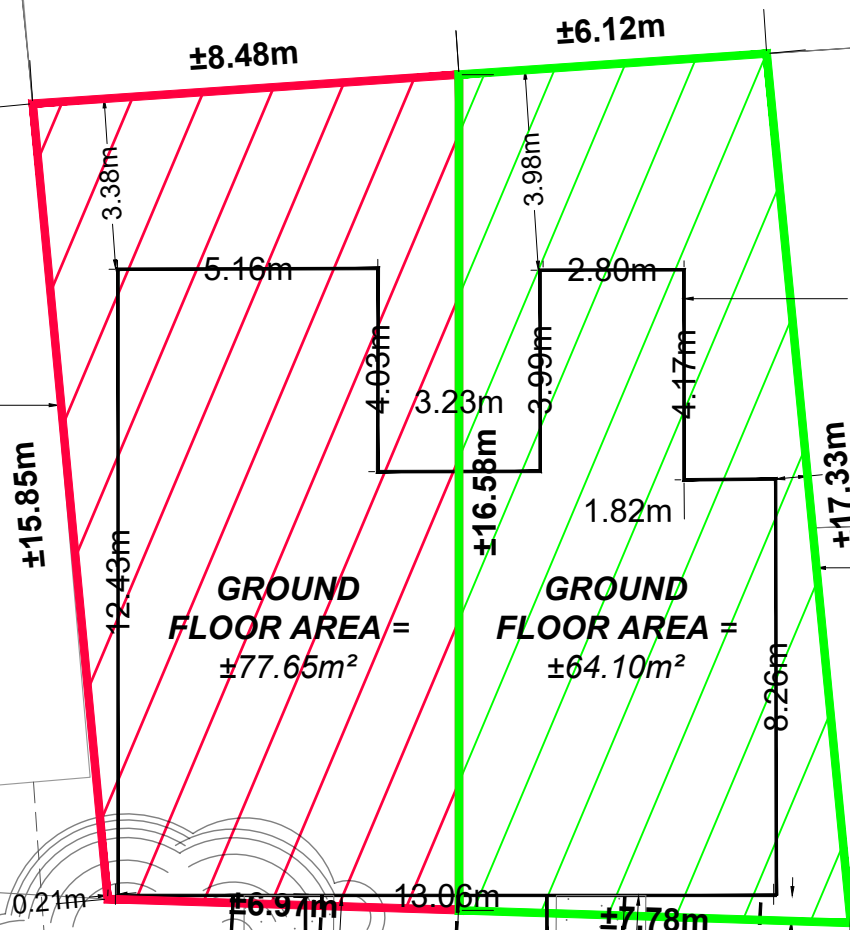 ±8.48m
±6.12m
3.38m
3.98m
5.16m
2.80m
4.03m
3.23m
3.99m
4.17m
±15.85m
±16.58m
1.82m
12.43m
GROUND
FLOOR AREA =
±77.65m²
GROUND
FLOOR AREA =
±64.10m²
8.26m
0.21m
±6.97m
13.06m
±7.78m